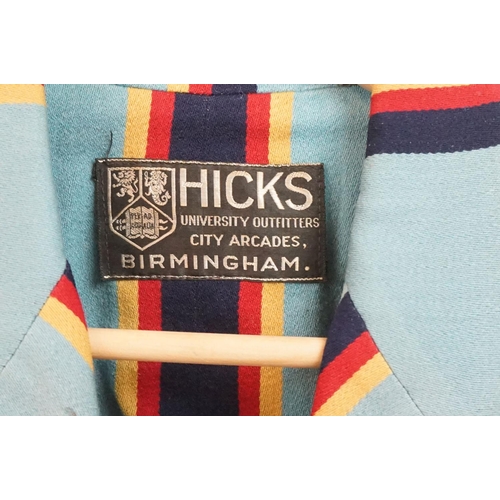 HICKS
UNIVERSITY OUTFITTERS
CITY ARCADES,
BIRMINGHAM.